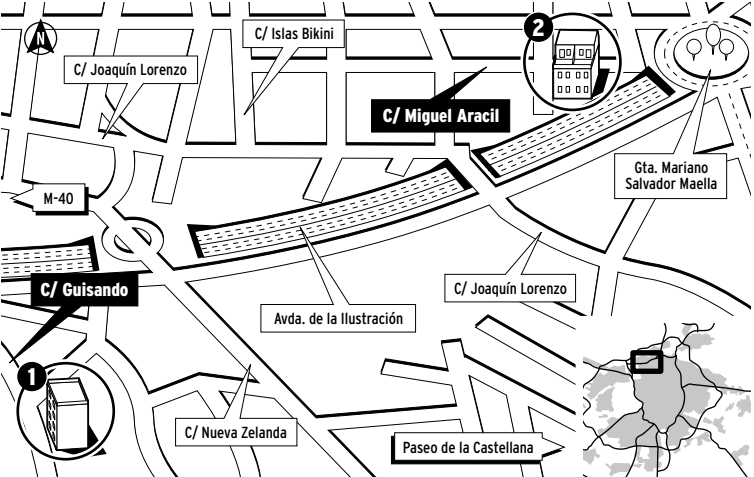 2
C/ Islas Bikini
N
C/ Joaquín Lorenzo
C/ Miguel Aracil
Gta. Mariano
Salvador Maella
M-40
C/ Guisando
C/ Joaquín Lorenzo
Avda. de la Ilustración
1
C/ Nueva Zelanda
Paseo de la Castellana